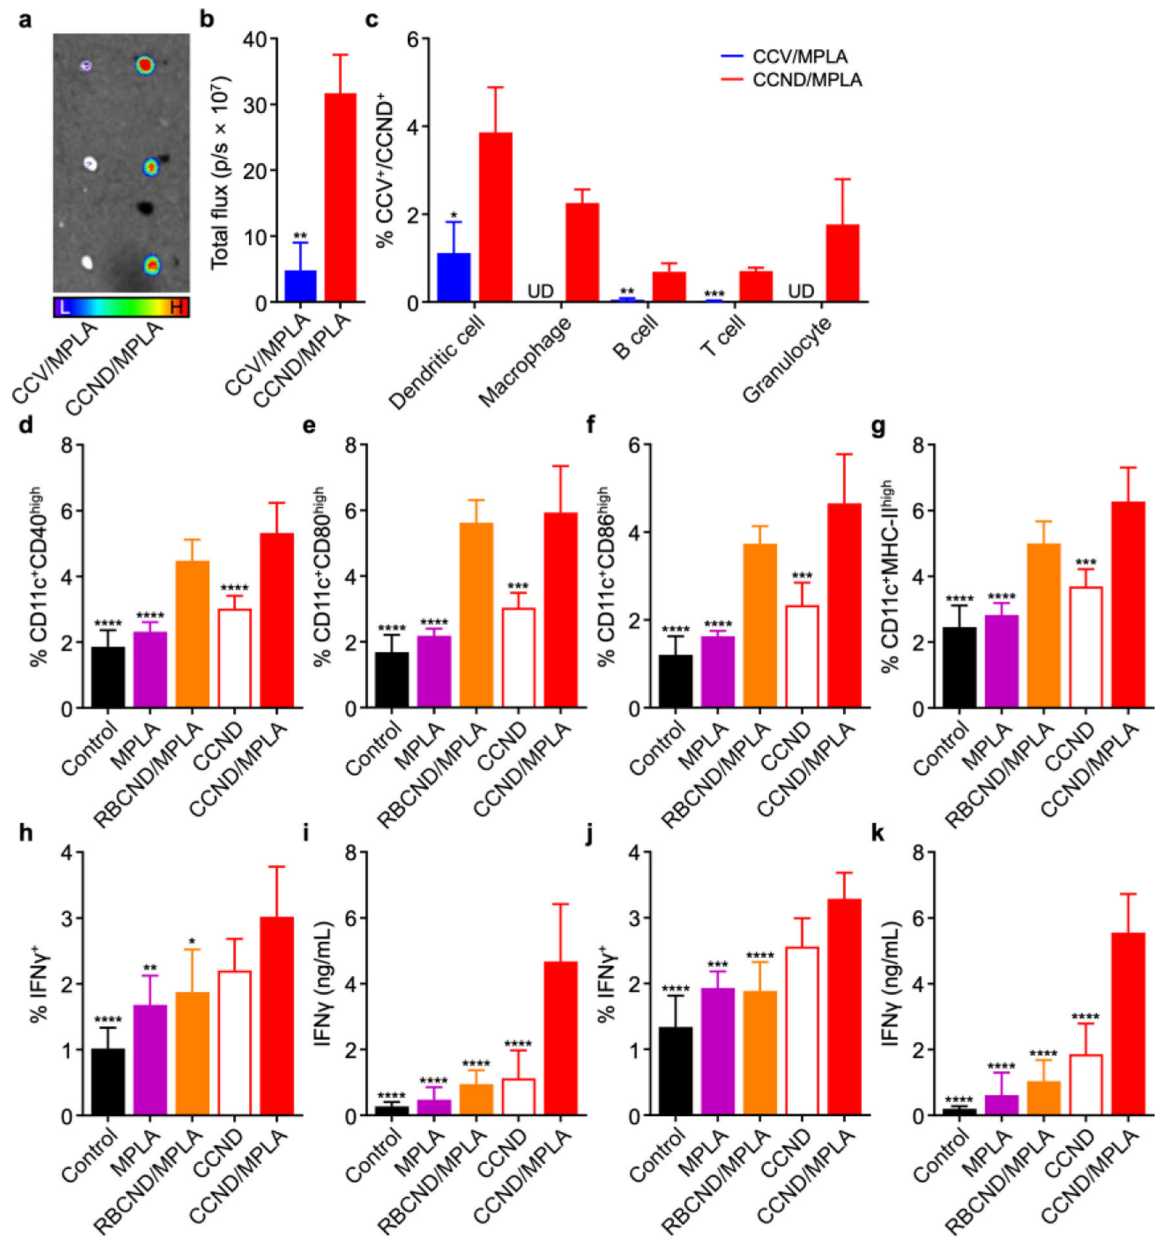 a
L
H
CCV/MPLA
CCND/MPLA
b
Total flux (p/s × 10⁷)
40
30
20
10
0
**
CCV/MPLA
CCND/MPLA
c
% CCV⁺/CCND⁺
6
4
2
0
CCV/MPLA
CCND/MPLA
*
UD
**
***
UD
Dendritic cell
Macrophage
B cell
T cell
Granulocyte
d
% CD11c⁺CD40ʰⁱᵍʰ
8
6
4
2
0
****
****
****
Control
MPLA
RBCND/MPLA
CCND
CCND/MPLA
e
% CD11c⁺CD80ʰⁱᵍʰ
8
6
4
2
0
****
****
***
Control
MPLA
RBCND/MPLA
CCND
CCND/MPLA
f
% CD11c⁺CD86ʰⁱᵍʰ
6
4
2
0
****
****
***
Control
MPLA
RBCND/MPLA
CCND
CCND/MPLA
g
% CD11c⁺MHC-IIʰⁱᵍʰ
8
6
4
2
0
****
****
***
Control
MPLA
RBCND/MPLA
CCND
CCND/MPLA
h
% IFNγ⁺
4
3
2
1
0
****
**
*
Control
MPLA
RBCND/MPLA
CCND
CCND/MPLA
i
IFNγ (ng/mL)
8
6
4
2
0
****
****
****
****
Control
MPLA
RBCND/MPLA
CCND
CCND/MPLA
j
% IFNγ⁺
4
3
2
1
0
****
***
****
Control
MPLA
RBCND/MPLA
CCND
CCND/MPLA
k
IFNγ (ng/mL)
8
6
4
2
0
****
****
****
****
Control
MPLA
RBCND/MPLA
CCND
CCND/MPLA